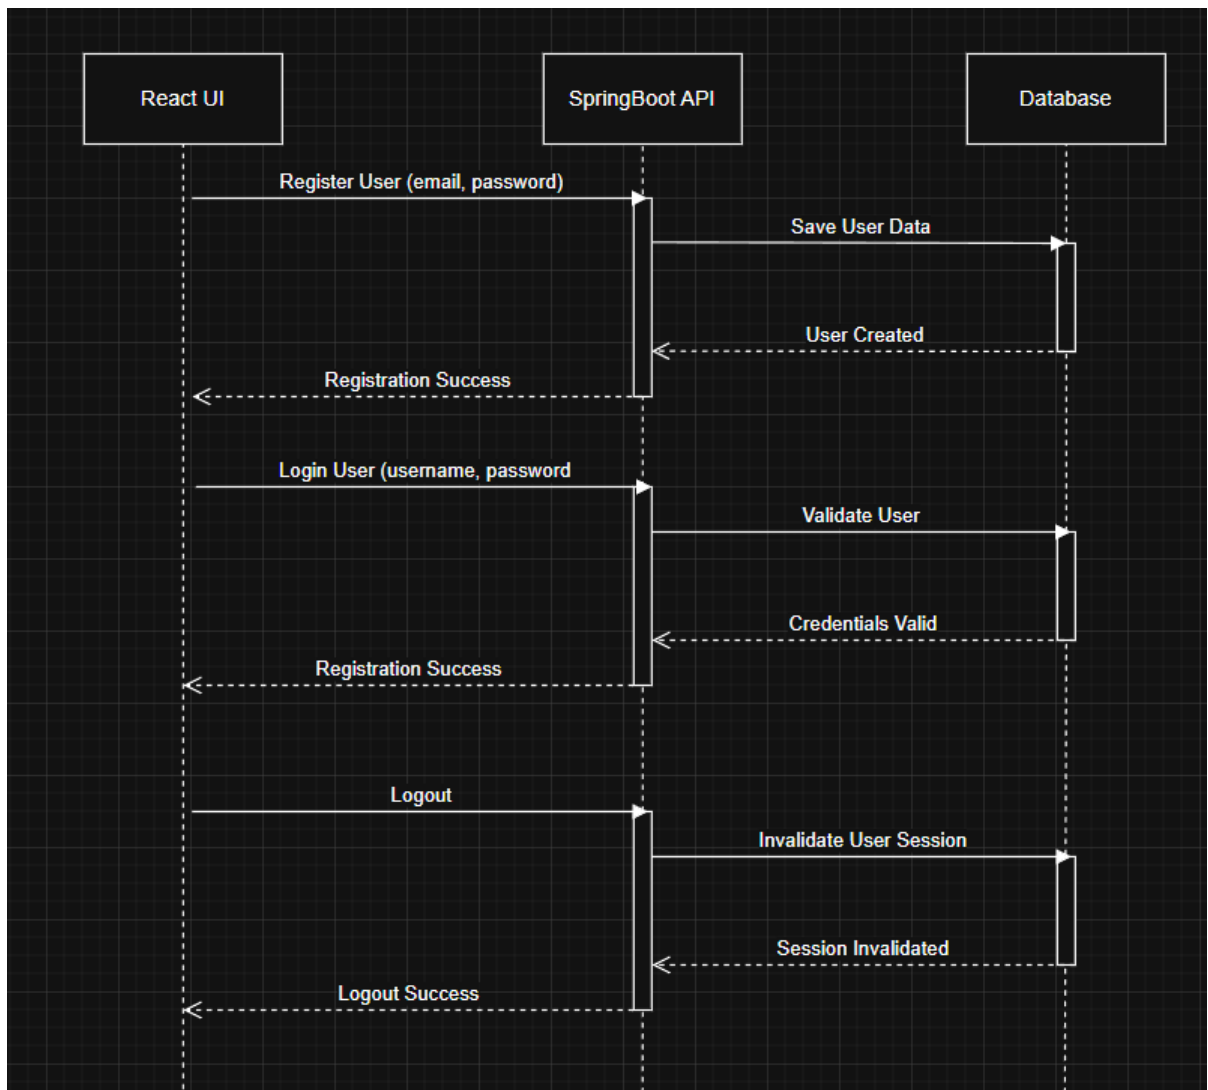 React UI
SpringBoot API
Database
Register User (email, password)
Save User Data
User Created
Registration Success
Login User (username, password
Validate User
Credentials Valid
Registration Success
Logout
Invalidate User Session
Session Invalidated
Logout Success